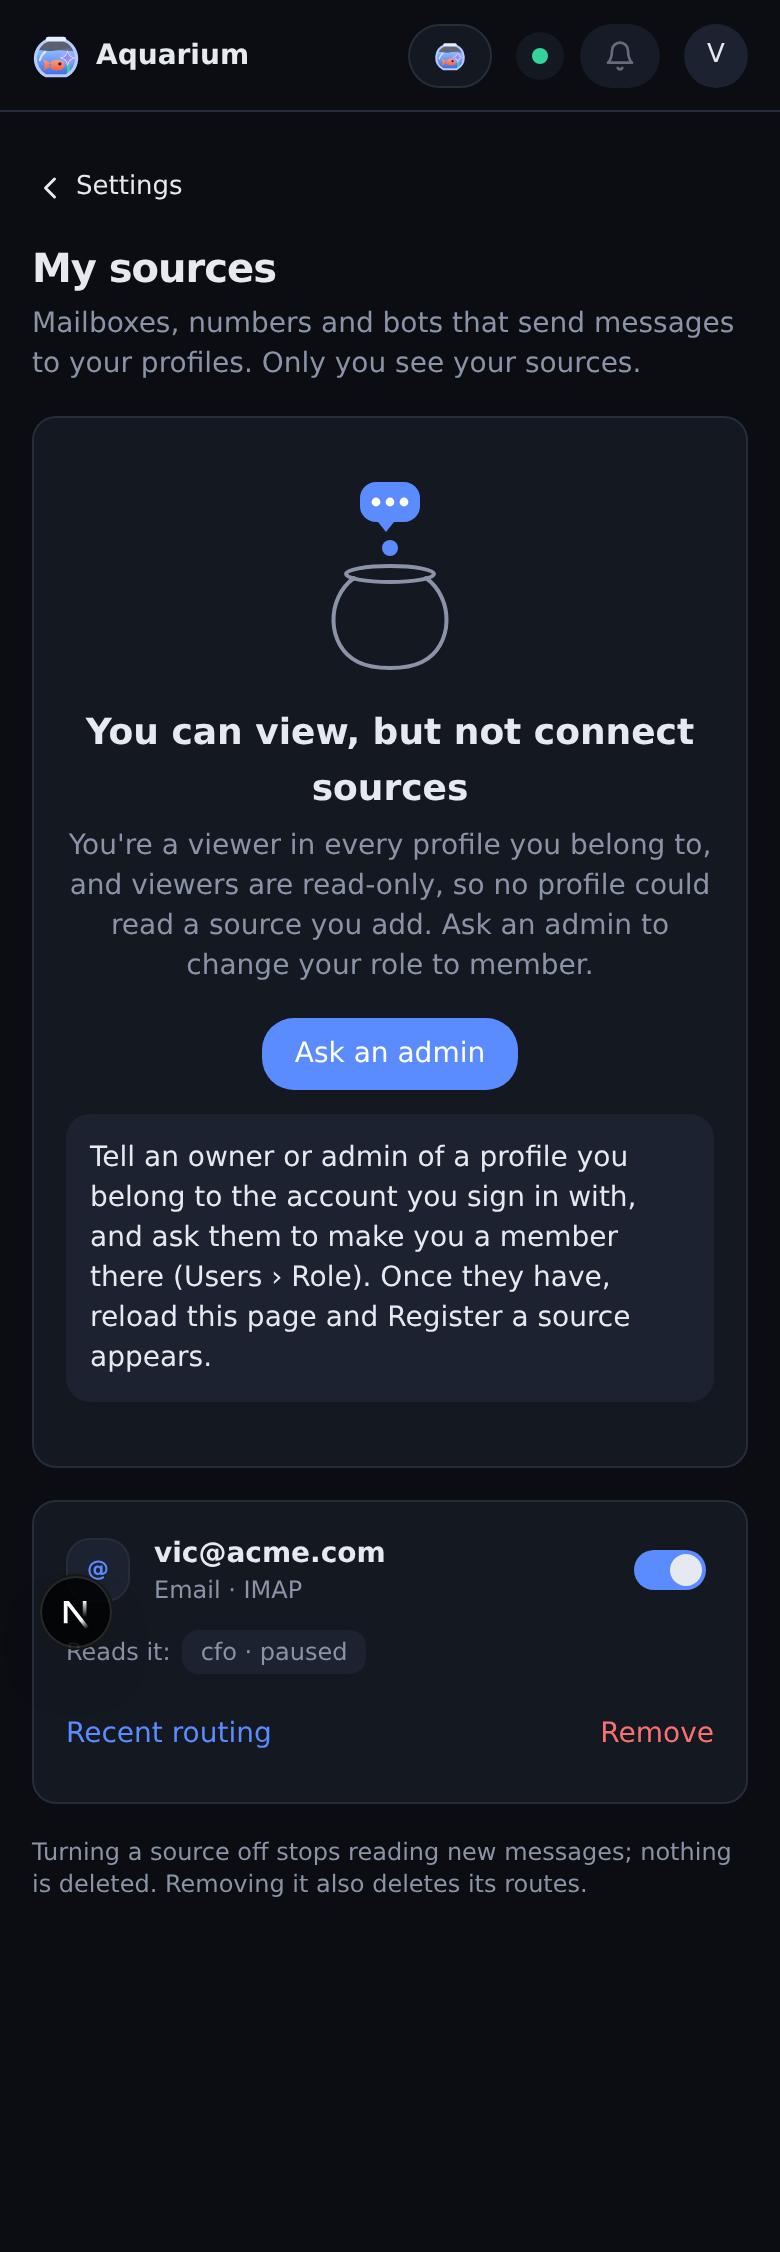 Aquarium
V
Settings
My sources
Mailboxes, numbers and bots that send messages
to your profiles. Only you see your sources.
You can view, but not connect
sources
You're a viewer in every profile you belong to,
and viewers are read-only, so no profile could
read a source you add. Ask an admin to
change your role to member.
Ask an admin
Tell an owner or admin of a profile you
belong to the account you sign in with,
and ask them to make you a member
there (Users › Role). Once they have,
reload this page and Register a source
appears.
@
vic@acme.com
Email · IMAP
N
Reads it:
cfo · paused
Recent routing
Remove
Turning a source off stops reading new messages; nothing
is deleted. Removing it also deletes its routes.